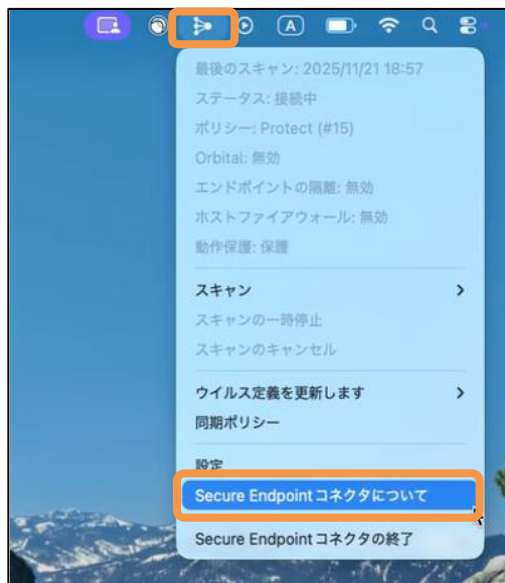 A
最後のスキャン: 2025/11/21 18:57
ステータス: 接続中
ポリシー: Protect (#15)
Orbital: 無効
エンドポイントの隔離: 無効
ホストファイアウォール: 無効
動作保護: 保護
スキャン
スキャンの一時停止
スキャンのキャンセル
ウイルス定義を更新します
同期ポリシー
設定
Secure Endpoint コネクタについて
Secure Endpoint コネクタの終了